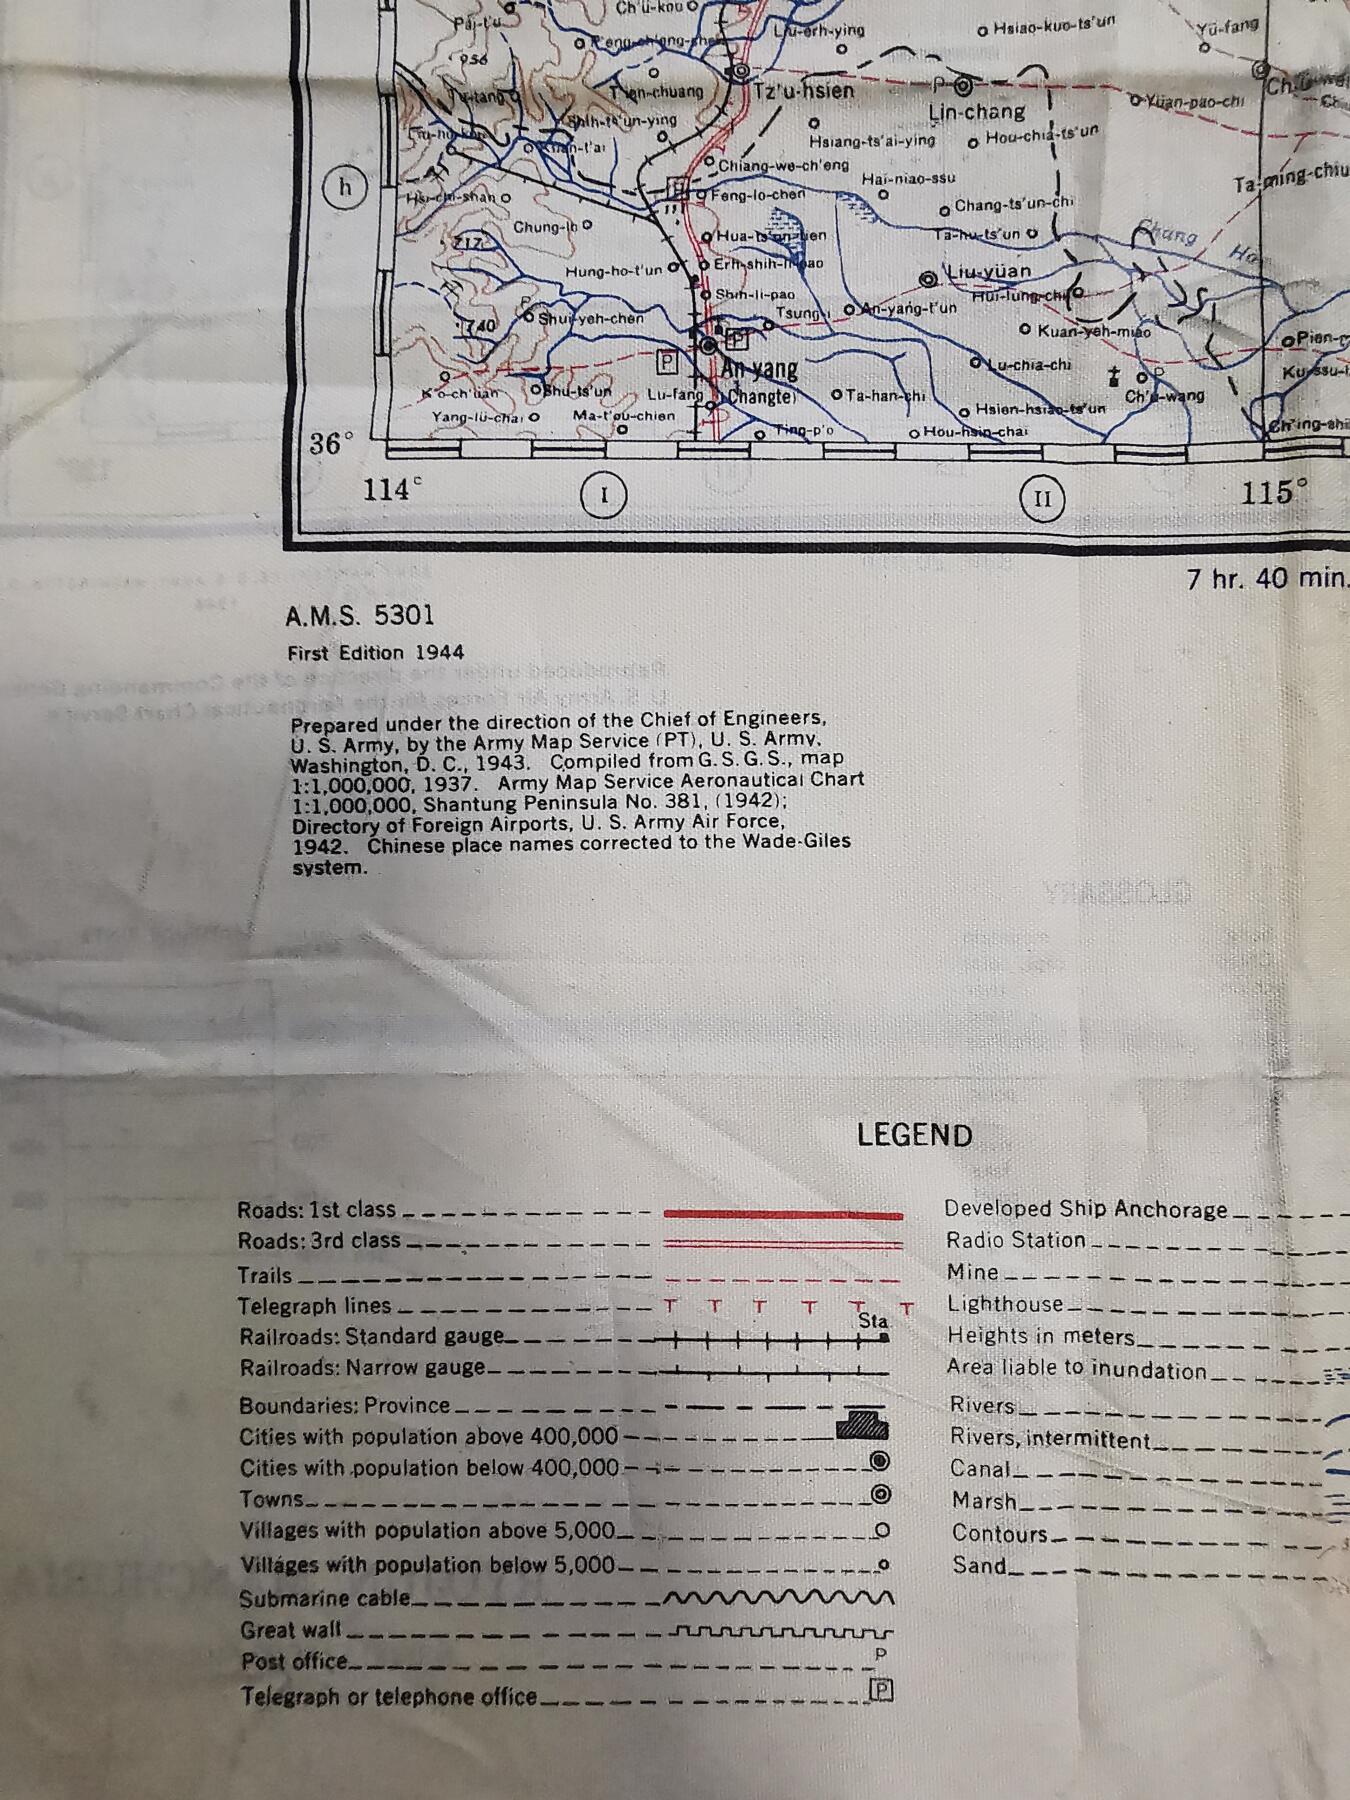 Ch'ü-kou
Liu-erh-ying
Hsiao-kuo-ts'un
Yü-fang
956
Tz'u-hsien
T'ien-chuang
Lin-chang
P
Yüan-pao-chi
Shih-ts'un-ying
Hsiang-ts'ai-ying
Hou-chia-ts'un
Chiang-wu-ch'eng
Hai-niao-ssu
Ta-ming-chiu
h
Feng-lo-chen
Chang-ts'un-chi
Chung-lo
Ta-hu-ts'un
Chang Ho
717
Hung-ho-t'un
Erh-shih-li-pao
Liu-yüan
Shih-li-pao
Hui-lung-chi
740
Shui-yeh-chen
P
An-yang-t'un
Kuan-yeh-miao
P
P
An-yang
(Changte)
Lu-chia-chi
K'o-ch'üan
Shu-ts'un
Lu-fang
Ta-han-chi
P
Ch'u-wang
Yang-lü-chai
Ma-t'ou-chien
Hsien-hsiao-ts'un
Ting-p'o
Hou-hsin-chai
36°
114°
I
II
115°
7 hr. 40 min.
A.M.S. 5301
First Edition 1944
Prepared under the direction of the Chief of Engineers,
U. S. Army, by the Army Map Service (PT), U. S. Army,
Washington, D. C., 1943. Compiled from G.S.G.S., map
1:1,000,000, 1937. Army Map Service Aeronautical Chart
1:1,000,000, Shantung Peninsula No. 381, (1942);
Directory of Foreign Airports, U. S. Army Air Force,
1942. Chinese place names corrected to the Wade-Giles
system.
LEGEND
Roads: 1st class
Roads: 3rd class
Trails
Telegraph lines T T T T T T
Sta
Railroads: Standard gauge
Railroads: Narrow gauge
Boundaries: Province
Cities with population above 400,000
Cities with population below 400,000
Towns
Villages with population above 5,000
Villages with population below 5,000
Submarine cable
Great wall
Post office P
Telegraph or telephone office P
Developed Ship Anchorage
Radio Station
Mine
Lighthouse
Heights in meters
Area liable to inundation
Rivers
Rivers, intermittent
Canal
Marsh
Contours
Sand